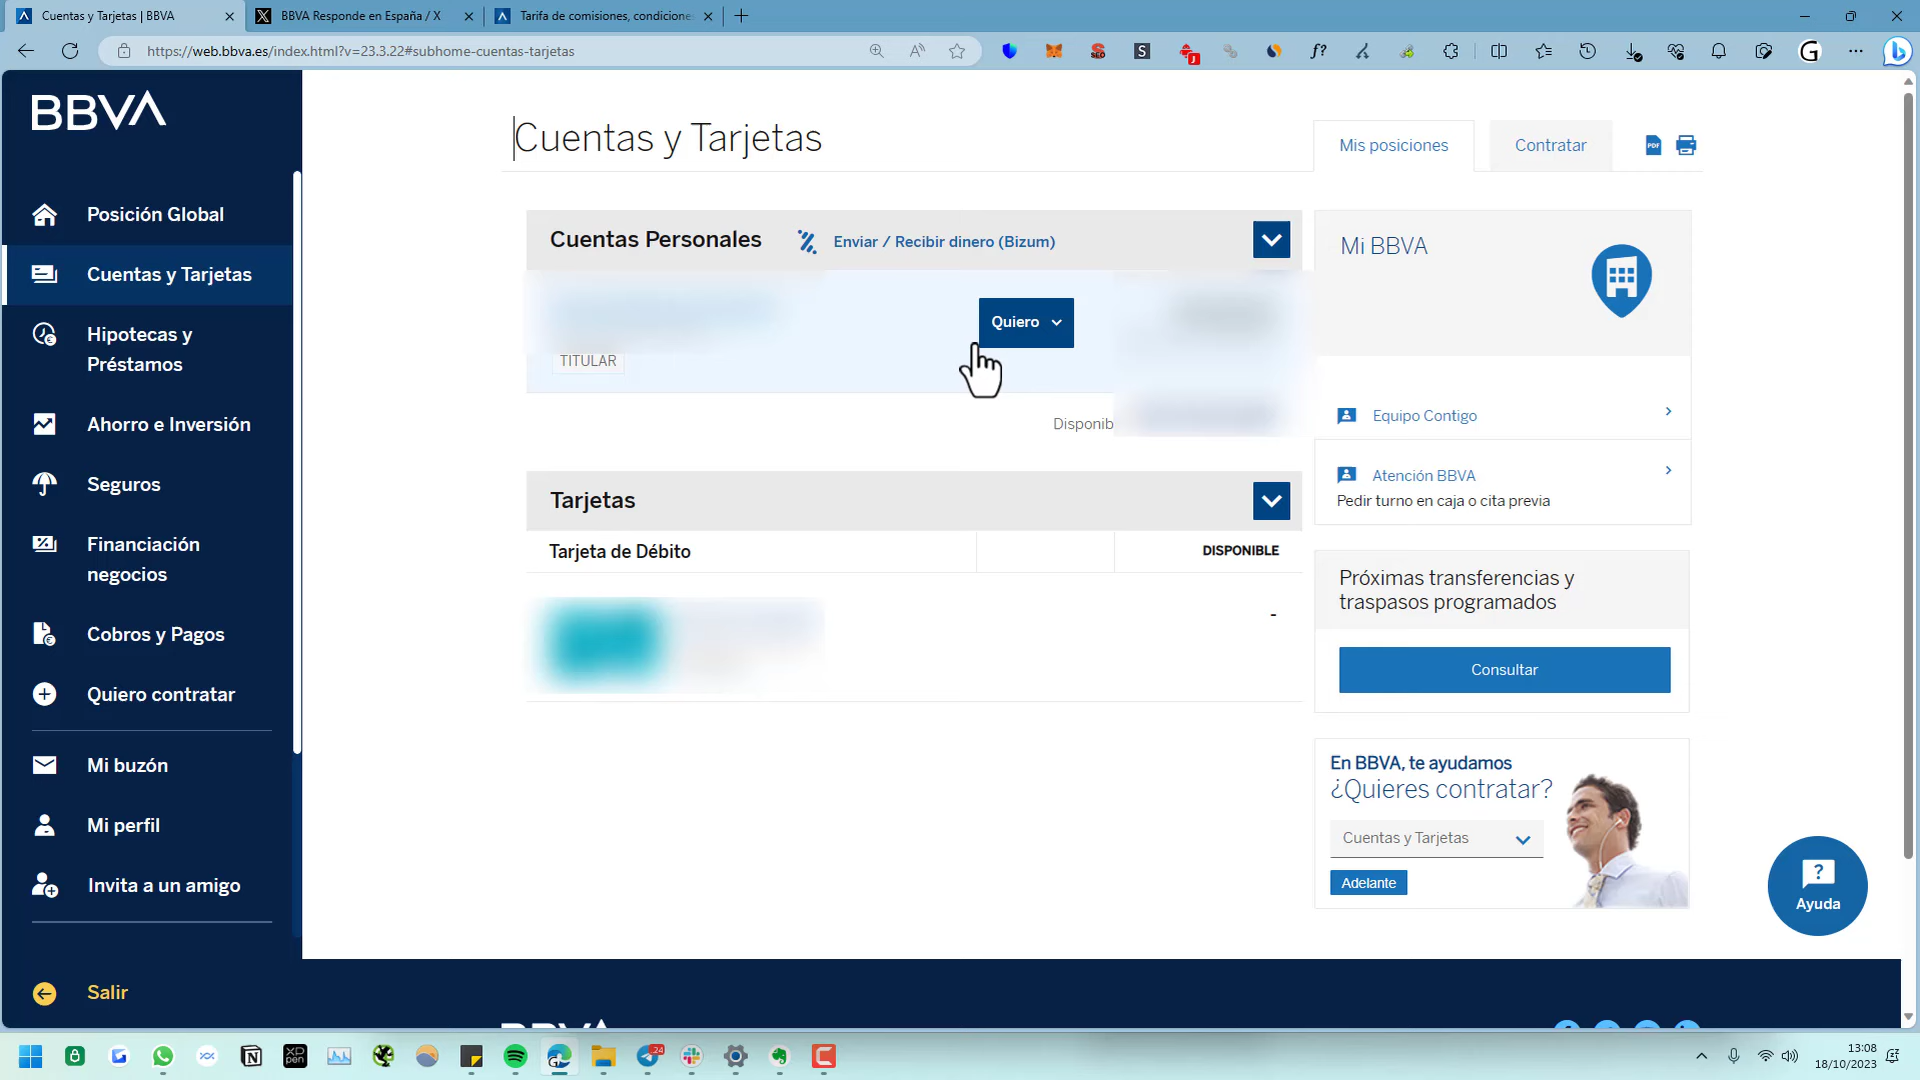 Cuentas y Tarjetas | BBVA
BBVA Responde en España / X
Tarifa de comisiones, condicione
https://web.bbva.es/index.html?v=23.3.22#subhome-cuentas-tarjetas
BBVA
Posición Global
Cuentas y Tarjetas
Hipotecas y
Préstamos
Ahorro e Inversión
Seguros
Financiación
negocios
Cobros y Pagos
Quiero contratar
Mi buzón
Mi perfil
Invita a un amigo
Salir
Cuentas y Tarjetas
Mis posiciones
Contratar
PDF
Cuentas Personales
Enviar / Recibir dinero (Bizum)
Quiero
TITULAR
Disponib
Tarjetas
Tarjeta de Débito
DISPONIBLE
-
Mi BBVA
Equipo Contigo
Atención BBVA
Pedir turno en caja o cita previa
Próximas transferencias y
traspasos programados
Consultar
En BBVA, te ayudamos
¿Quieres contratar?
Cuentas y Tarjetas
Adelante
Ayuda
24
13:08
18/10/2023